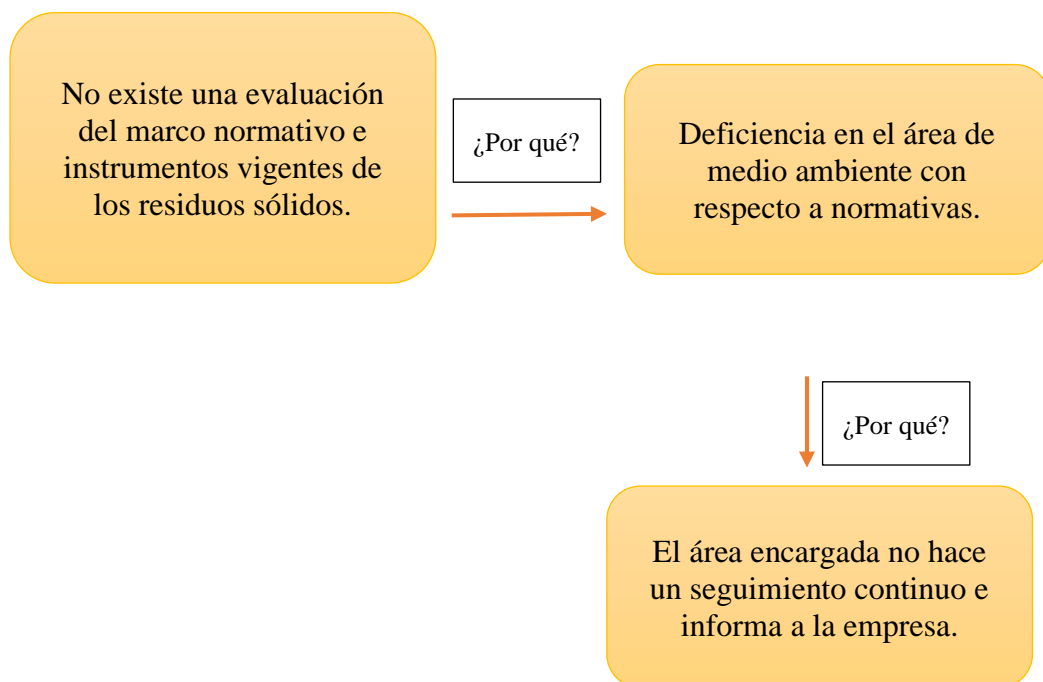 No existe una evaluación
del marco normativo e
instrumentos vigentes de
los residuos sólidos.
¿Por qué?
Deficiencia en el área de
medio ambiente con
respecto a normativas.
¿Por qué?
El área encargada no hace
un seguimiento continuo e
informa a la empresa.